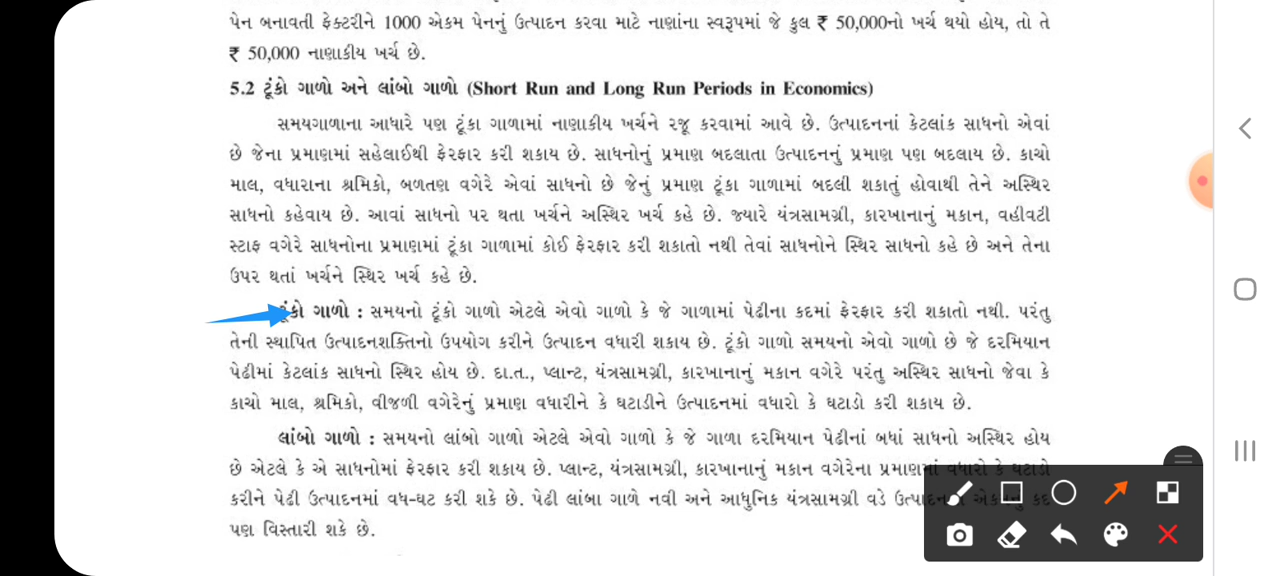 પેન બનાવતી ફેક્ટરીને 1000 એકમ પેનનું ઉત્પાદન કરવા માટે નાણાંના સ્વરૂપમાં જે કુલ ₹ 50,000નો ખર્ચ થયો હોય, તો તે
₹ 50,000 નાણાકીય ખર્ચ છે.
5.2 ટૂંકો ગાળો અને લાંબો ગાળો (Short Run and Long Run Periods in Economics)
સમયગાળાના આધારે પણ ટૂંકા ગાળામાં નાણાકીય ખર્ચને રજૂ કરવામાં આવે છે. ઉત્પાદનનાં કેટલાંક સાધનો એવાં
છે જેના પ્રમાણમાં સહેલાઈથી ફેરફાર કરી શકાય છે. સાધનોનું પ્રમાણ બદલાતા ઉત્પાદનનું પ્રમાણ પણ બદલાય છે. કાચો
માલ, વધારાના શ્રમિકો, બળતણ વગેરે એવાં સાધનો છે જેનું પ્રમાણ ટૂંકા ગાળામાં બદલી શકાતું હોવાથી તેને અસ્થિર
સાધનો કહેવાય છે. આવાં સાધનો પર થતા ખર્ચને અસ્થિર ખર્ચ કહે છે. જ્યારે યંત્રસામગ્રી, કારખાનાનું મકાન, વહીવટી
સ્ટાફ વગેરે સાધનોના પ્રમાણમાં ટૂંકા ગાળામાં કોઈ ફેરફાર કરી શકાતો નથી તેવાં સાધનોને સ્થિર સાધનો કહે છે અને તેના
ઉપર થતાં ખર્ચને સ્થિર ખર્ચ કહે છે.
ટૂંકો ગાળો : સમયનો ટૂંકો ગાળો એટલે એવો ગાળો કે જે ગાળામાં પેઢીના કદમાં ફેરફાર કરી શકાતો નથી. પરંતુ
તેની સ્થાપિત ઉત્પાદનશક્તિનો ઉપયોગ કરીને ઉત્પાદન વધારી શકાય છે. ટૂંકો ગાળો સમયનો એવો ગાળો છે જે દરમિયાન
પેઢીમાં કેટલાંક સાધનો સ્થિર હોય છે. દા.ત., પ્લાન્ટ, યંત્રસામગ્રી, કારખાનાનું મકાન વગેરે પરંતુ અસ્થિર સાધનો જેવા કે
કાચો માલ, શ્રમિકો, વીજળી વગેરેનું પ્રમાણ વધારીને કે ઘટાડીને ઉત્પાદનમાં વધારો કે ઘટાડો કરી શકાય છે.
લાંબો ગાળો : સમયનો લાંબો ગાળો એટલે એવો ગાળો કે જે ગાળા દરમિયાન પેઢીનાં બધાં સાધનો અસ્થિર હોય
છે એટલે કે એ સાધનોમાં ફેરફાર કરી શકાય છે. પ્લાન્ટ, યંત્રસામગ્રી, કારખાનાનું મકાન વગેરેના પ્રમાણમાં વધારો કે ઘટાડો
કરીને પેઢી ઉત્પાદનમાં વધ-ઘટ કરી શકે છે. પેઢી લાંબા ગાળે નવી અને આધુનિક યંત્રસામગ્રી વડે કદ
પણ વિસ્તારી શકે છે.